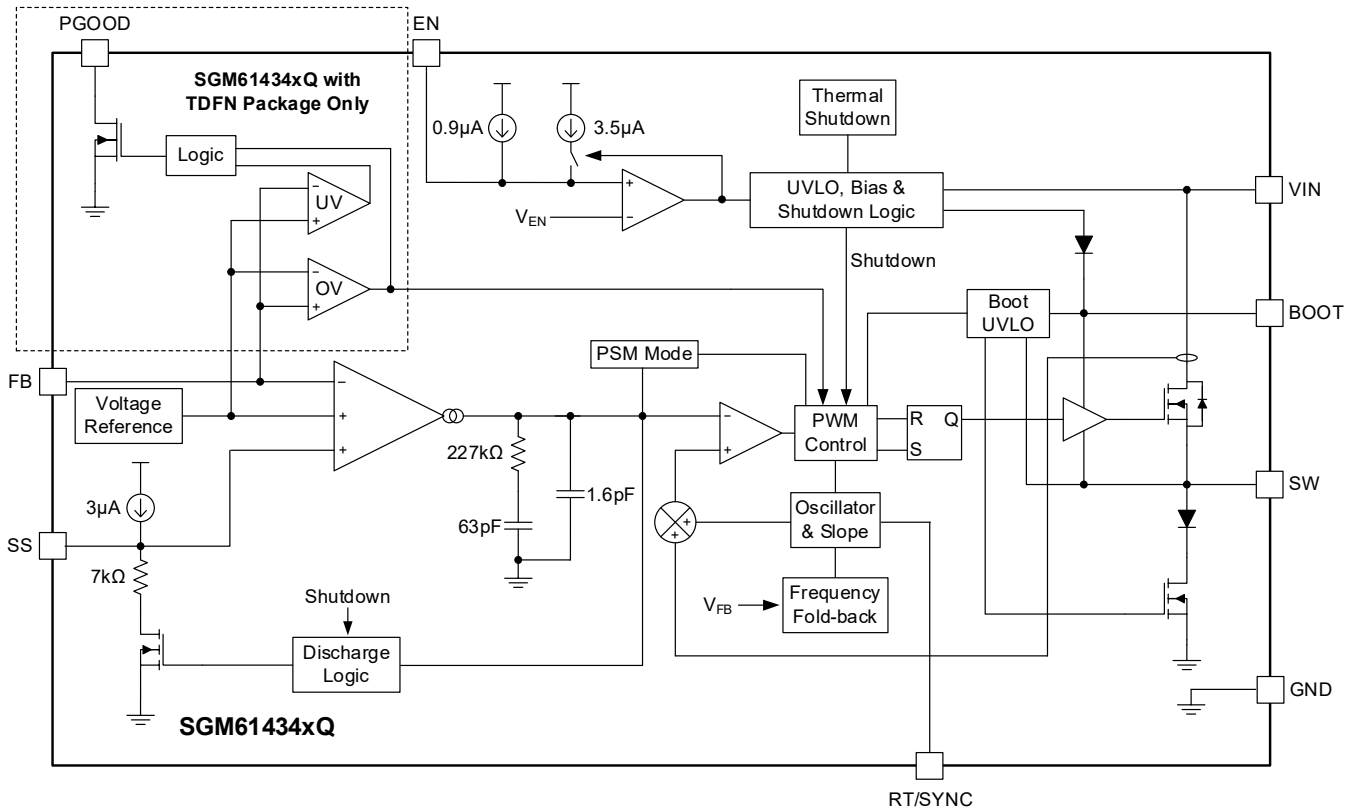 PGOOD
EN
SGM61434xQ with
TDFN Package Only
Thermal
Shutdown
0.9μA
3.5μA
Logic
UV
−
+
+
−
VEN
UVLO, Bias &
Shutdown Logic
VIN
Shutdown
OV
−
+
Boot
UVLO
BOOT
PSM Mode
FB
Voltage
Reference
−
+
+
−
+
PWM
Control
R
Q
S
227kΩ
1.6pF
3μA
63pF
SW
Oscillator
& Slope
+
+
SS
7kΩ
VFB
Frequency
Fold-back
Shutdown
Discharge
Logic
GND
SGM61434xQ
RT/SYNC